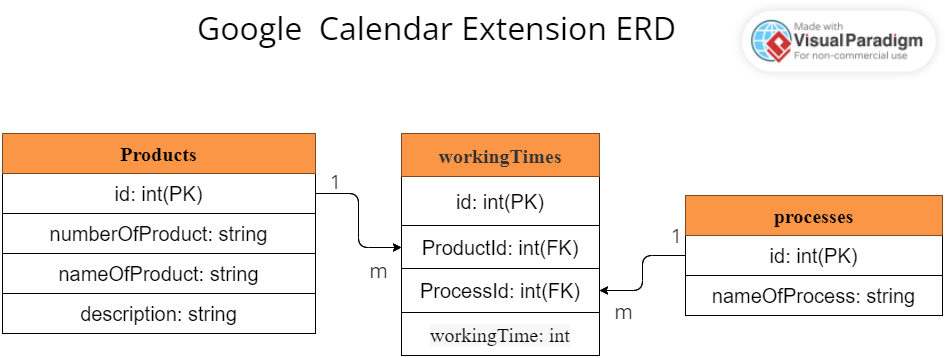 Google Calendar Extension ERD
Made with
Visual Paradigm
For non-commercial use
Products
id: int(PK)
numberOfProduct: string
nameOfProduct: string
description: string
1
m
workingTimes
id: int(PK)
ProductId: int(FK)
ProcessId: int(FK)
workingTime: int
1
m
processes
id: int(PK)
nameOfProcess: string